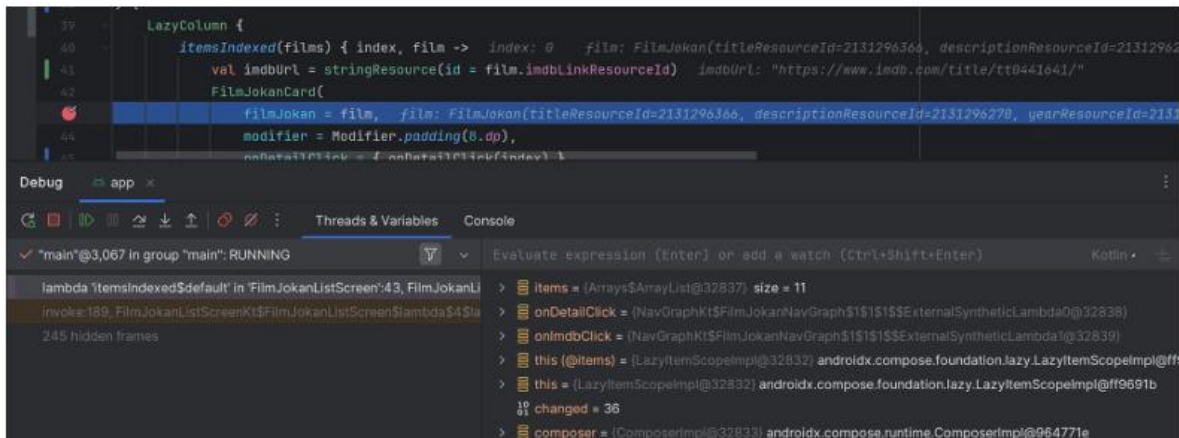 39 LazyColumn {
40 itemsIndexed(films) { index, film -> index: 0 film: FilmJokan(titleResourceId=2131296366, descriptionResourceId=21312962
41 val imdbUrl = stringResource(id = film.imdbLinkResourceId) imdbUrl: "https://www.imdb.com/title/tt0441641/"
42 FilmJokanCard(
filmJokan = film, film: FilmJokan(titleResourceId=2131296366, descriptionResourceId=2131296270, yearResourceId=2131
44 modifier = Modifier.padding(8.dp),
45 onDetailClick = { onDetailClick(index) }
Debug app
Threads & Variables Console
"main"@3,067 in group "main": RUNNING
Evaluate expression (Enter) or add a watch (Ctrl+Shift+Enter) Kotlin
lambda 'itemsIndexed$default' in 'FilmJokanListScreen':43, FilmJokanLi
invoke:189, FilmJokanListScreenKt$FilmJokanListScreen$lambda$4$la
245 hidden frames
items = {Arrays$ArrayList@32837} size = 11
onDetailClick = {NavGraphKt$FilmJokanNavGraph$1$1$1$$ExternalSyntheticLambda0@32838}
onImdbClick = {NavGraphKt$FilmJokanNavGraph$1$1$1$$ExternalSyntheticLambda1@32839}
this (@items) = {LazyItemScopeImpl@32832} androidx.compose.foundation.lazy.LazyItemScopeImpl@ff9
this = {LazyItemScopeImpl@32832} androidx.compose.foundation.lazy.LazyItemScopeImpl@ff9691b
changed = 36
composer = {ComposerImpl@32833} androidx.compose.runtime.ComposerImpl@964771e